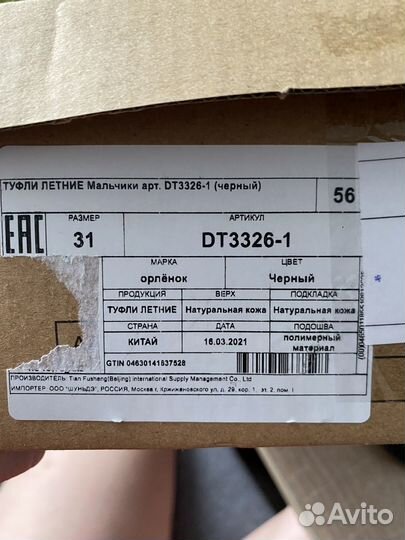 ТУФЛИ ЛЕТНИЕ Мальчики арт. DT3326-1 (черный)
56
EAC
РАЗМЕР
АРТИКУЛ
31
DT3326-1
МАРКА
ЦВЕТ
орлёнок
Черный
ПРОДУКЦИЯ
ВЕРХ
ПОДКЛАДКА
ТУФЛИ ЛЕТНИЕ
Натуральная кожа
Натуральная кожа
СТРАНА
ДАТА
ПОДОШВА
КИТАЙ
16.03.2021
полимерный
материал
GTIN 04630141637528
ПРОИЗВОДИТЕЛЬ: Tian Fusheng(Beijing) International Supply Management Co., Ltd
ИМПОРТЕР: ООО "ШУНЬДЭ", РОССИЯ, Москва г, Кржижановского ул, д. 29, кор. 1, эт. 2, пом. I
Avito